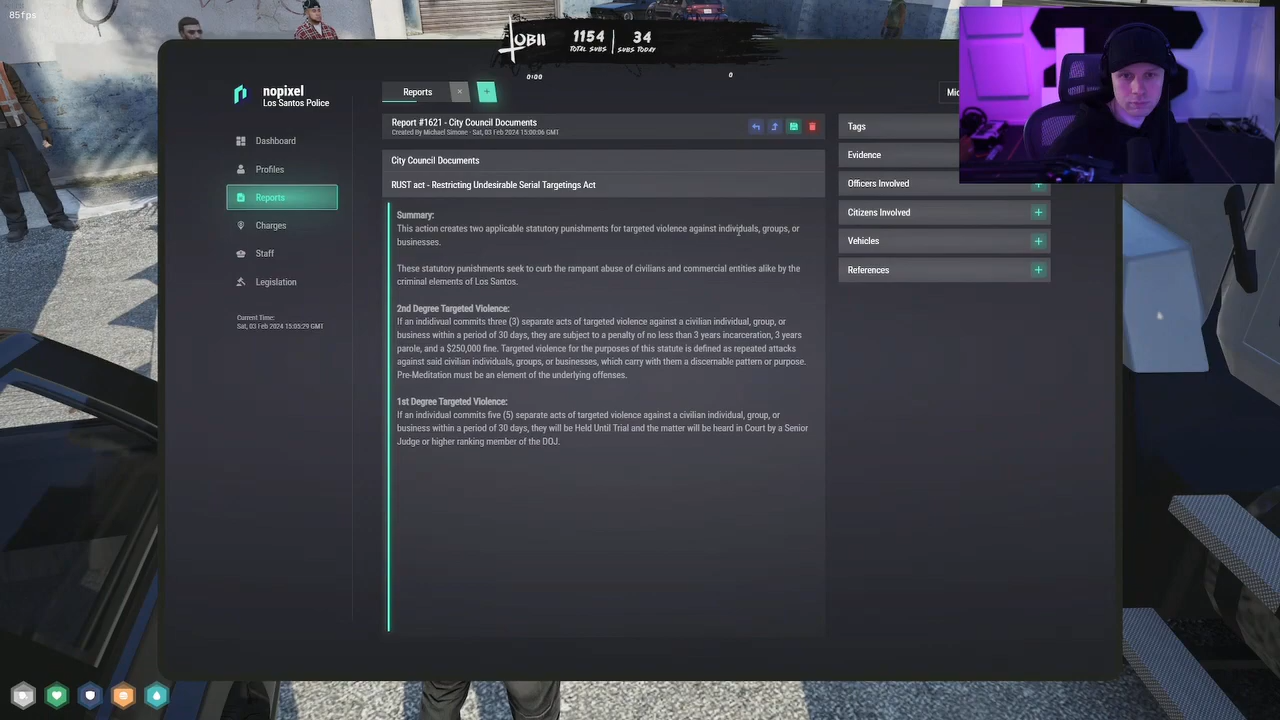 85fps
LOBII
1154
TOTAL SUBS
34
SUBS TODAY
0:00
0
nopixel
Los Santos Police
Reports
×
+
Dashboard
Profiles
Reports
Charges
Staff
Legislation
Current Time:
Sat, 03 Feb 2024 15:05:29 GMT
Report #1621 - City Council Documents
Created By Michael Simone - Sat, 03 Feb 2024 15:00:06 GMT
City Council Documents
RUST act - Restricting Undesirable Serial Targetings Act
Summary:
This action creates two applicable statutory punishments for targeted violence against individuals, groups, or
businesses.
These statutory punishments seek to curb the rampant abuse of civilians and commercial entities alike by the
criminal elements of Los Santos.
2nd Degree Targeted Violence:
If an indidivual commits three (3) separate acts of targeted violence against a civilian individual, group, or
business within a period of 30 days, they are subject to a penalty of no less than 3 years incarceration, 3 years
parole, and a $250,000 fine. Targeted violence for the purposes of this statute is defined as repeated attacks
against said civilian individuals, groups, or businesses, which carry with them a discernable pattern or purpose.
Pre-Meditation must be an element of the underlying offenses.
1st Degree Targeted Violence:
If an individual commits five (5) separate acts of targeted violence against a civilian individual, group, or
business within a period of 30 days, they will be Held Until Trial and the matter will be heard in Court by a Senior
Judge or higher ranking member of the DOJ.
Tags
Evidence
Officers Involved
Citizens Involved
Vehicles
References